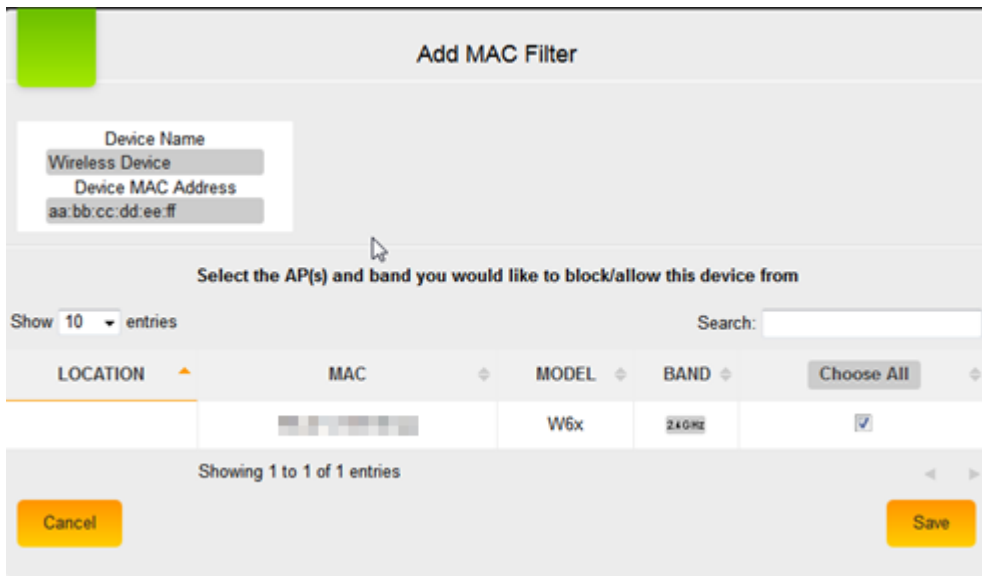 Add MAC Filter
Device Name
Wireless Device
Device MAC Address
aa:bb:cc:dd:ee:ff
Select the AP(s) and band you would like to block/allow this device from
Show 10 entries
Search:
LOCATION MAC MODEL BAND Choose All
W6x 2.4GHz
Showing 1 to 1 of 1 entries
Cancel Save